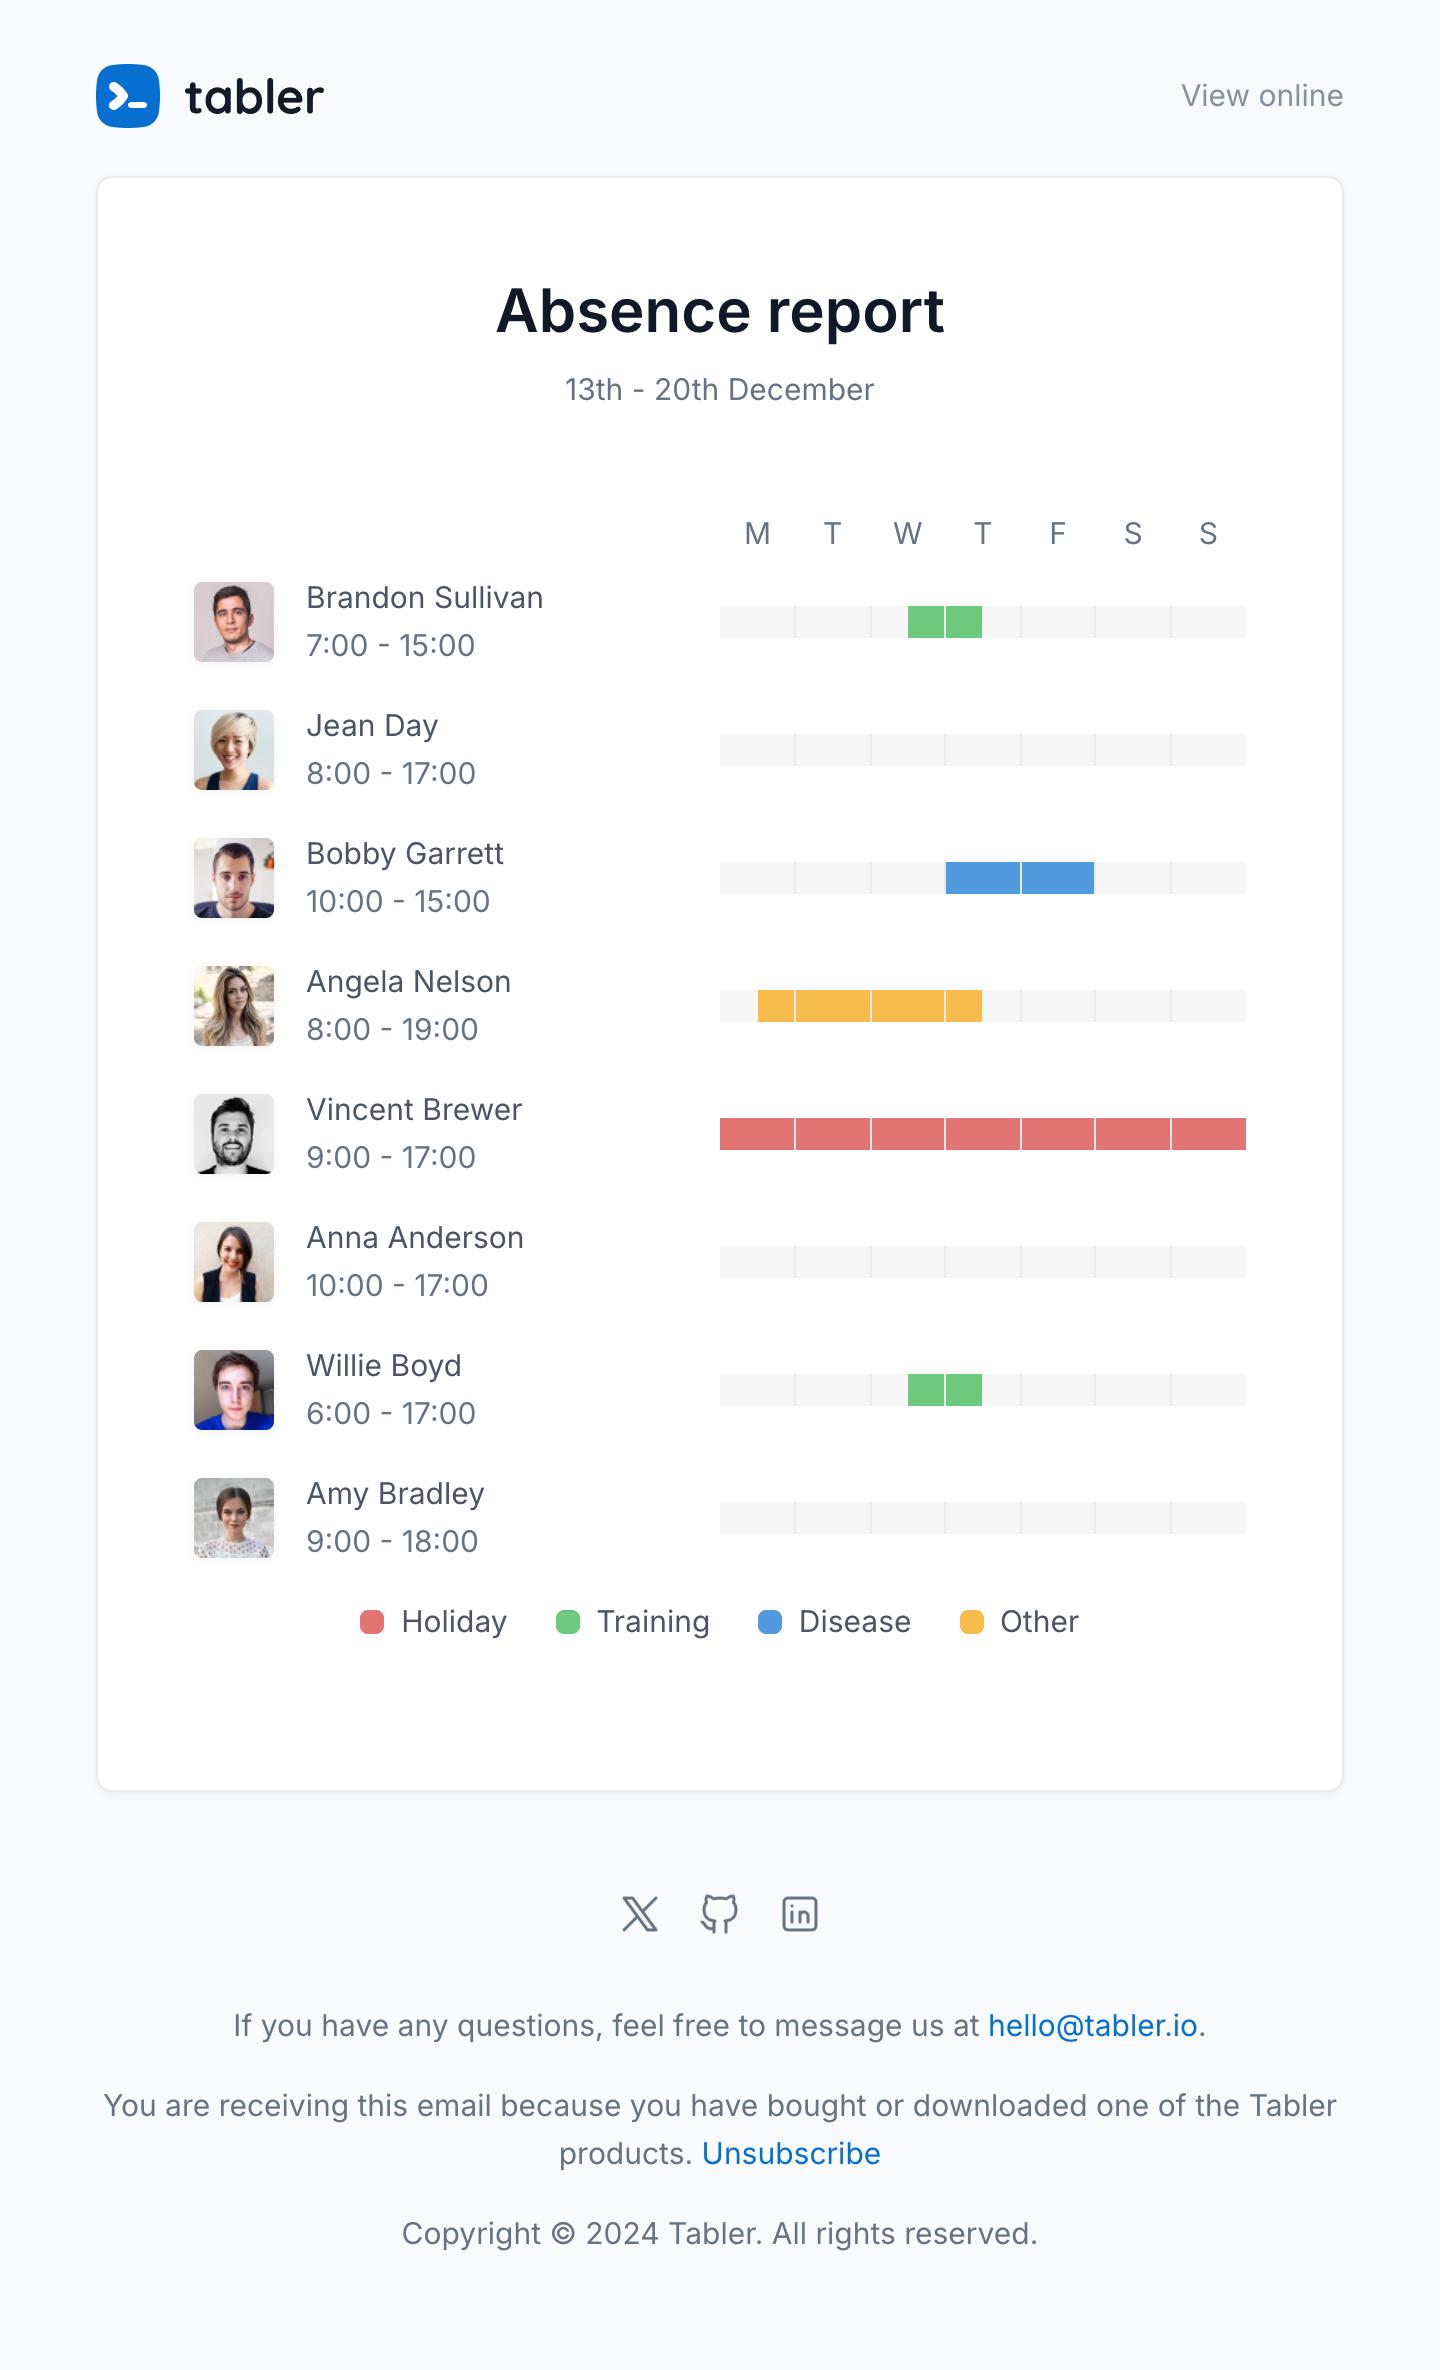 tabler
View online
Absence report
13th - 20th December
M T W T F S S
Brandon Sullivan
7:00 - 15:00
Jean Day
8:00 - 17:00
Bobby Garrett
10:00 - 15:00
Angela Nelson
8:00 - 19:00
Vincent Brewer
9:00 - 17:00
Anna Anderson
10:00 - 17:00
Willie Boyd
6:00 - 17:00
Amy Bradley
9:00 - 18:00
Holiday Training Disease Other
If you have any questions, feel free to message us at hello@tabler.io.
You are receiving this email because you have bought or downloaded one of the Tabler
products. Unsubscribe
Copyright © 2024 Tabler. All rights reserved.